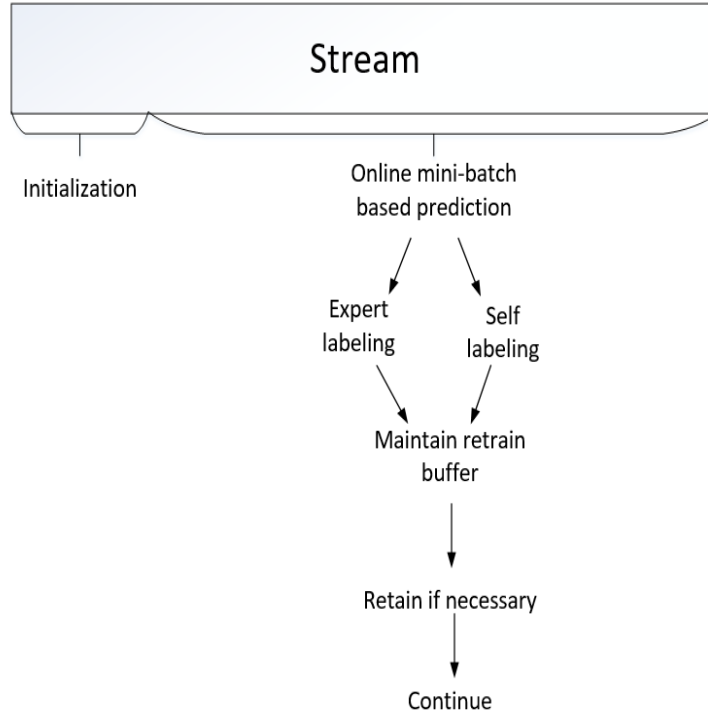 Stream
Initialization
Online mini-batch
based prediction
Expert
labeling
Self
labeling
Maintain retrain
buffer
Retain if necessary
Continue